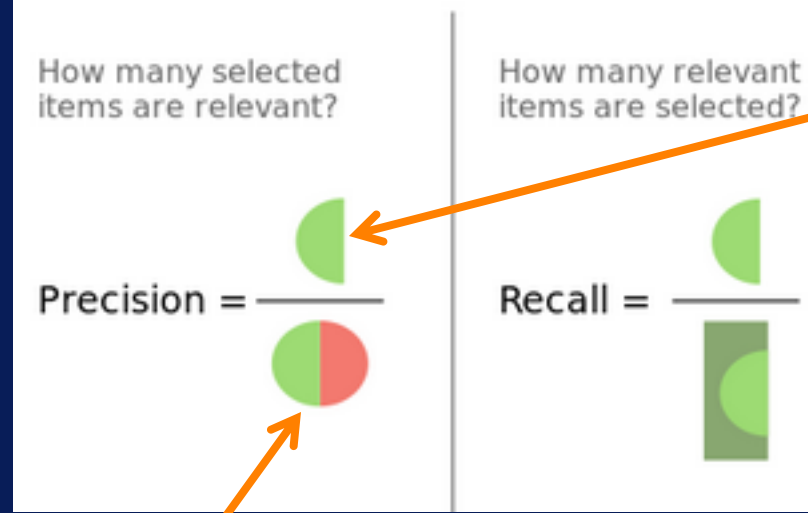 How many selected
items are relevant?
Precision =
How many relevant
items are selected?
Recall =